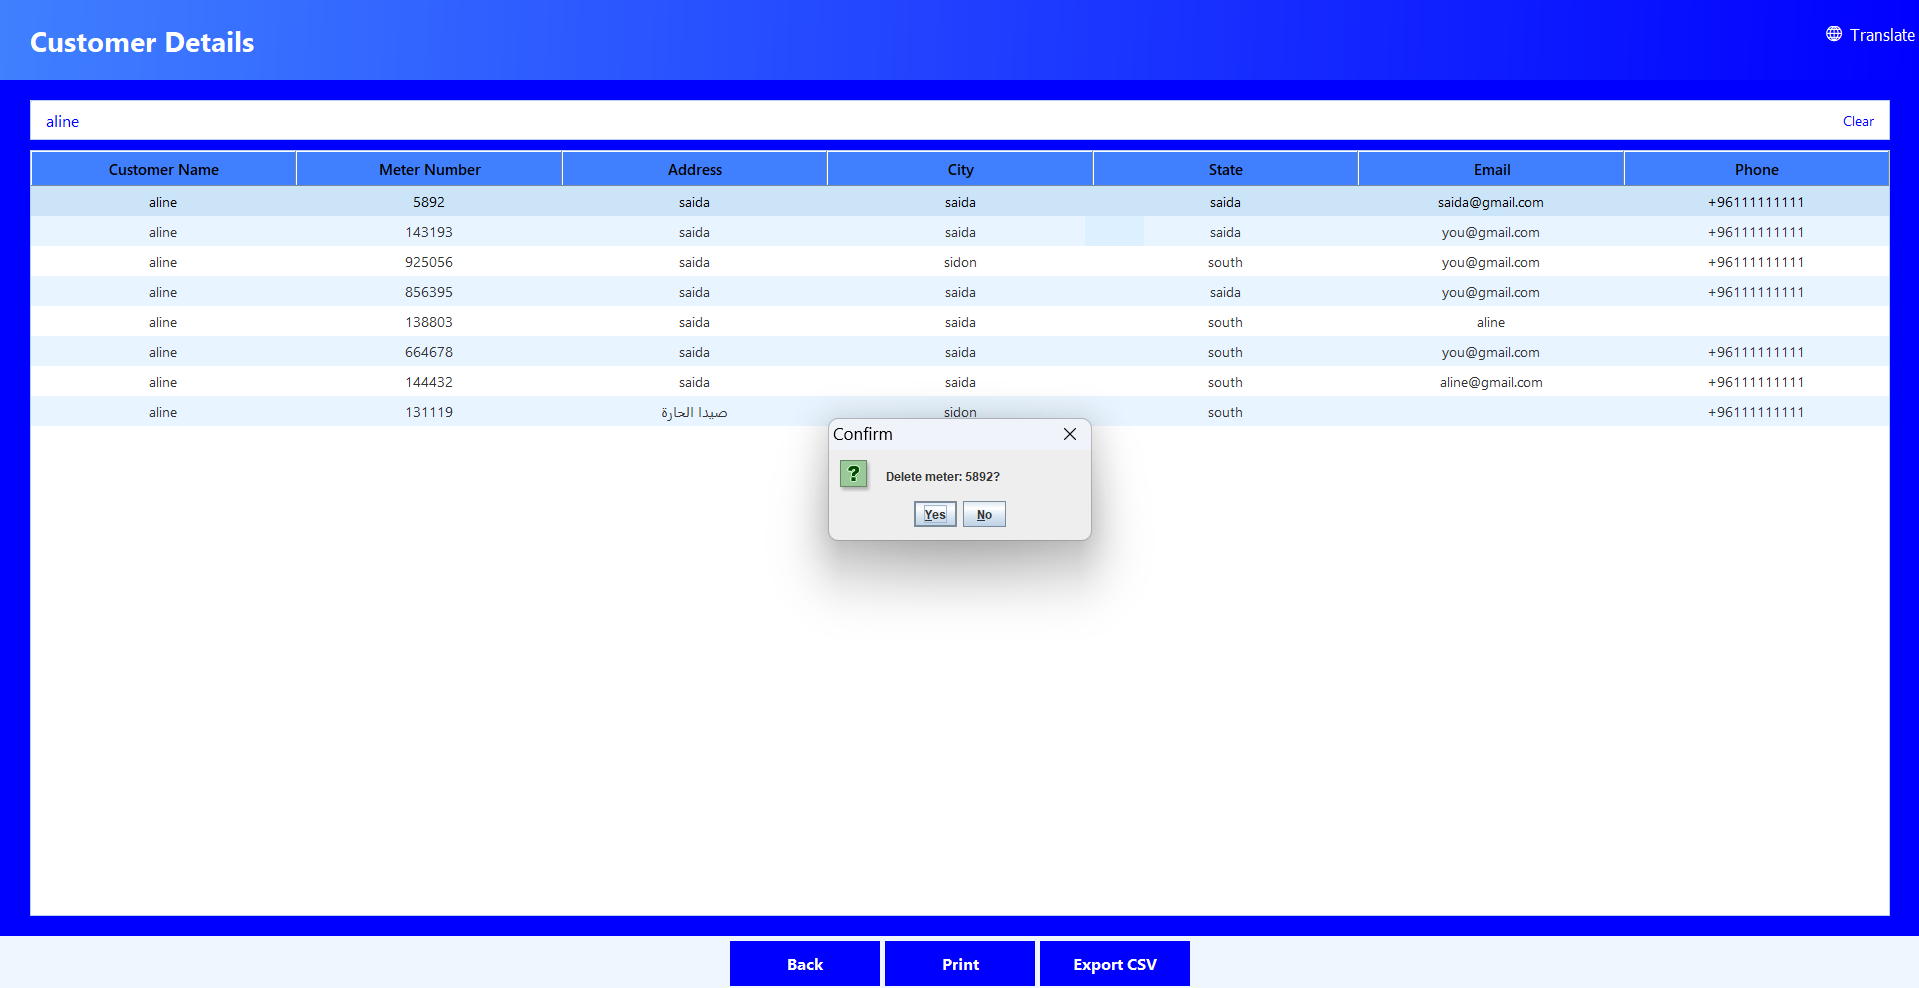 Customer Details
Translate
aline
Clear
Customer Name Meter Number Address City State Email Phone
aline 5892 saida saida saida saida@gmail.com +96111111111
aline 143193 saida saida saida you@gmail.com +96111111111
aline 925056 saida sidon south you@gmail.com +96111111111
aline 856395 saida saida saida you@gmail.com +96111111111
aline 138803 saida saida south aline
aline 664678 saida saida south you@gmail.com +96111111111
aline 144432 saida saida south aline@gmail.com +96111111111
aline 131119 صيدا الحارة sidon south +96111111111
Confirm
Delete meter: 5892?
Yes No
Back Print Export CSV